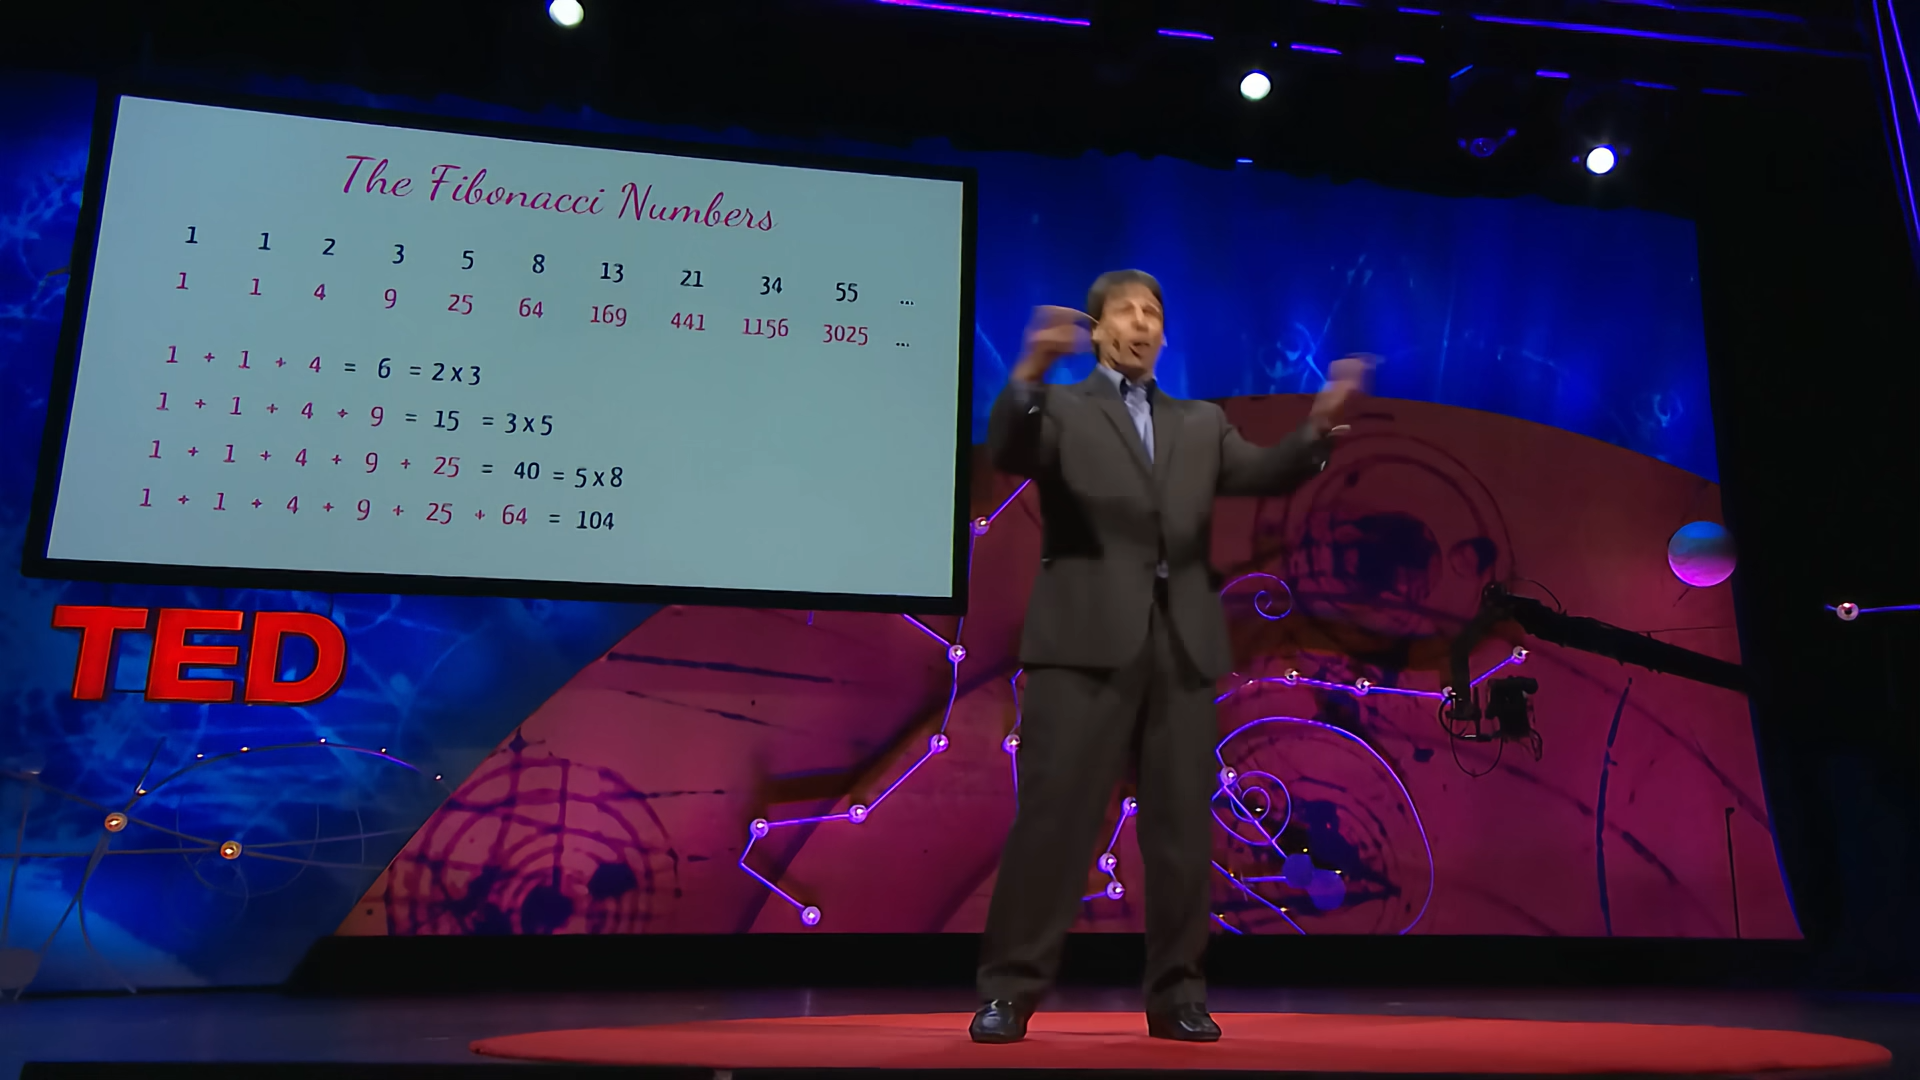 The Fibonacci Numbers
1 1 2 3 5 8 13 21 34 55 ...
1 1 4 9 25 64 169 441 1156 3025 ...
1 + 1 + 4 = 6 = 2 x 3
1 + 1 + 4 + 9 = 15 = 3 x 5
1 + 1 + 4 + 9 + 25 = 40 = 5 x 8
1 + 1 + 4 + 9 + 25 + 64 = 104
TED